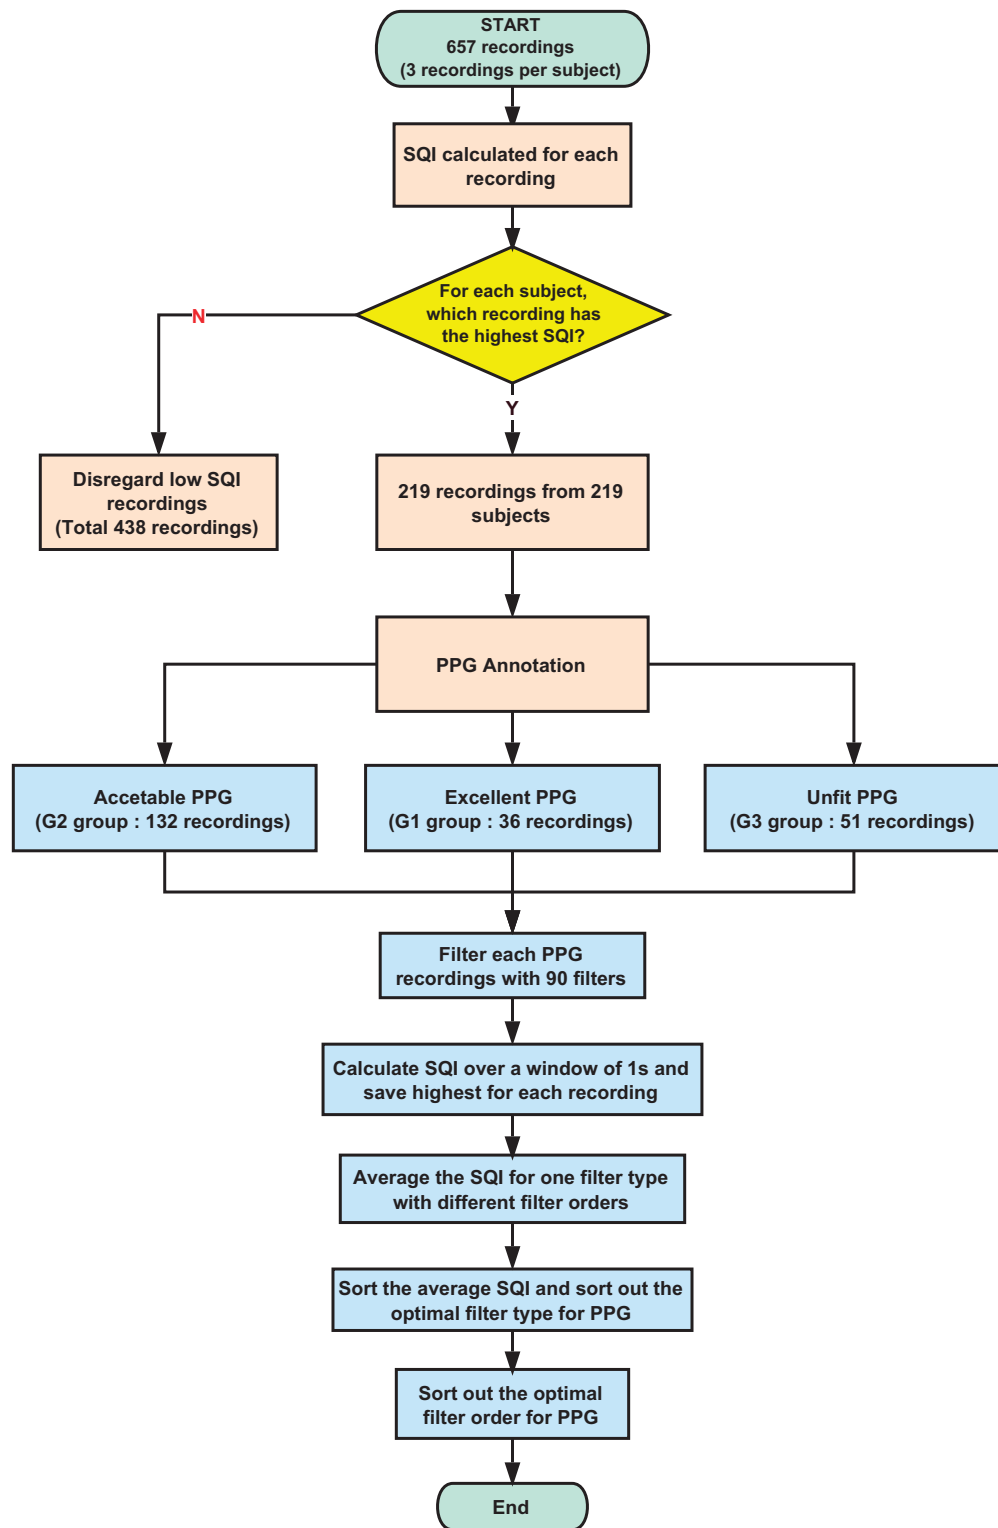 START
657 recordings
(3 recordings per subject)
SQI calculated for each
recording
For each subject,
which recording has
the highest SQI?
N
Y
Disregard low SQI
recordings
(Total 438 recordings)
219 recordings from 219
subjects
PPG Annotation
Accetable PPG
(G2 group : 132 recordings)
Excellent PPG
(G1 group : 36 recordings)
Unfit PPG
(G3 group : 51 recordings)
Filter each PPG
recordings with 90 filters
Calculate SQI over a window of 1s and
save highest for each recording
Average the SQI for one filter type
with different filter orders
Sort the average SQI and sort out the
optimal filter type for PPG
Sort out the optimal
filter order for PPG
End